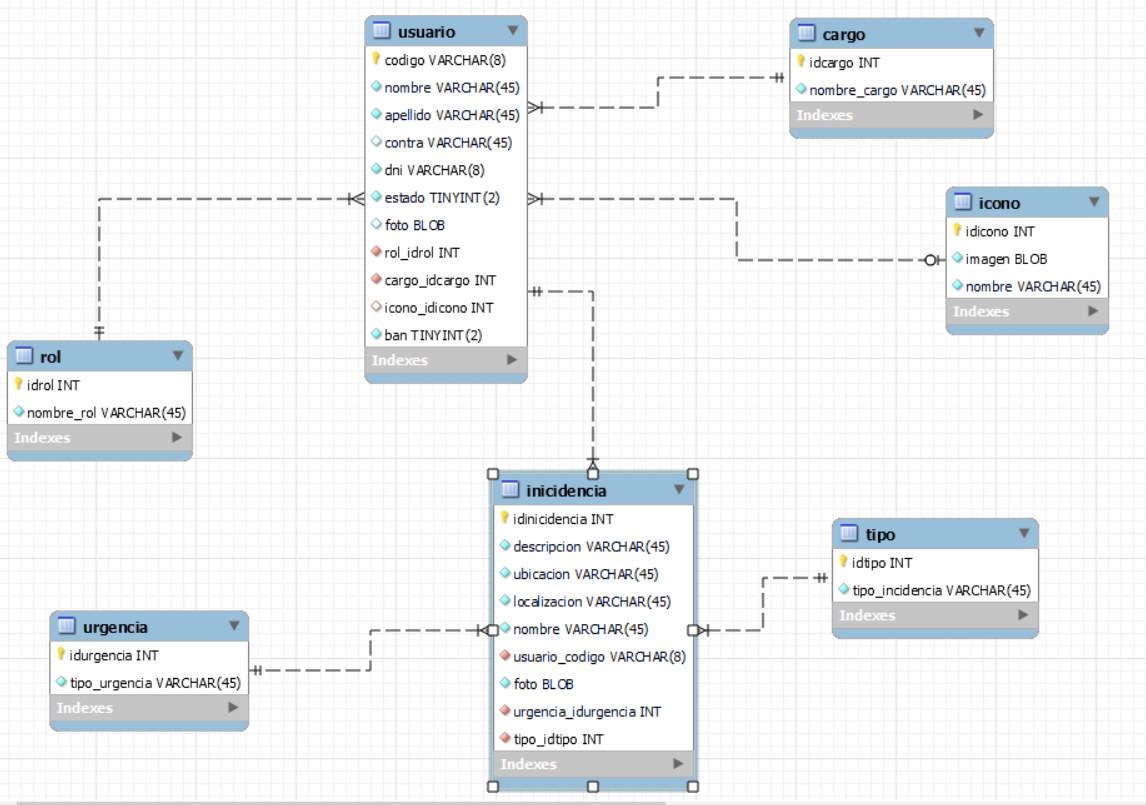 usuario
codigo VARCHAR(8)
nombre VARCHAR(45)
apellido VARCHAR(45)
contra VARCHAR(45)
dni VARCHAR(8)
estado TINYINT(2)
foto BLOB
rol_idrol INT
cargo_idcargo INT
icono_idicono INT
ban TINYINT(2)
Indexes
cargo
idcargo INT
nombre_cargo VARCHAR(45)
Indexes
icono
idicono INT
imagen BLOB
nombre VARCHAR(45)
Indexes
rol
idrol INT
nombre_rol VARCHAR(45)
Indexes
inicidencia
idinicidencia INT
descripcion VARCHAR(45)
ubicacion VARCHAR(45)
localizacion VARCHAR(45)
nombre VARCHAR(45)
usuario_codigo VARCHAR(8)
foto BLOB
urgencia_idurgencia INT
tipo_idtipo INT
Indexes
tipo
idtipo INT
tipo_incidencia VARCHAR(45)
Indexes
urgencia
idurgencia INT
tipo_urgencia VARCHAR(45)
Indexes